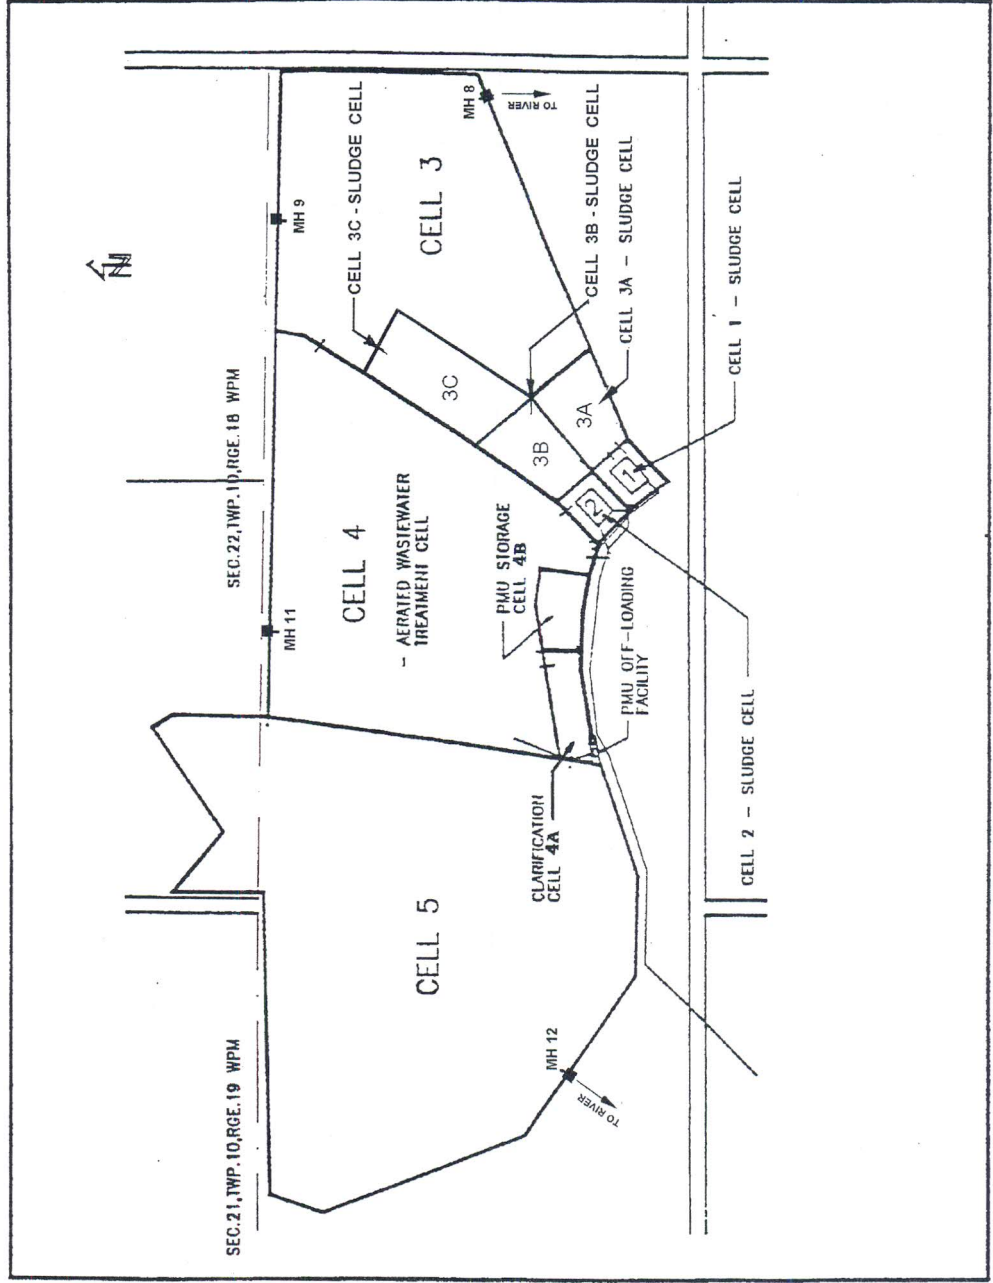 SEC.21,TWP.10,RGE.19 WPM
SEC.22,TWP.10,RGE.18 WPM
N
MH 11
MH 9
CELL 5
CELL 4
- AERATED WASTEWATER
TREATMENT CELL
CELL 3C - SLUDGE CELL
CELL 3
MH 8
TO RIVER
3C
3B
3A
PMU STORAGE
CELL 4B
CLARIFICATION
CELL 4A
MH 12
TO RIVER
PMU OFF-LOADING
FACILITY
2
1
CELL 3B - SLUDGE CELL
CELL 3A - SLUDGE CELL
CELL 2 - SLUDGE CELL
CELL 1 - SLUDGE CELL